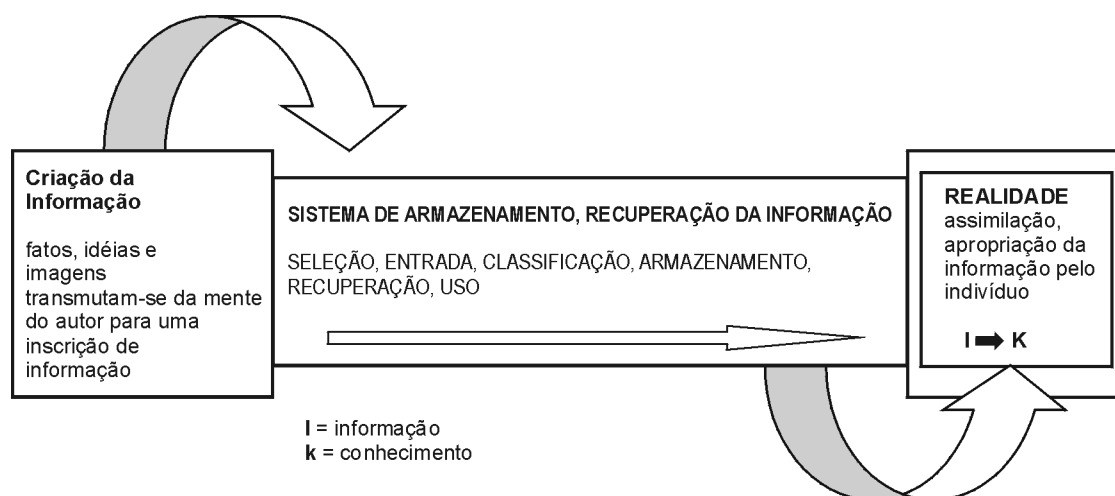 Criação da
Informação
fatos, idéias e
imagens
transmutam-se da mente
do autor para uma
inscrição de
informação
SISTEMA DE ARMAZENAMENTO, RECUPERAÇÃO DA INFORMAÇÃO
SELEÇÃO, ENTRADA, CLASSIFICAÇÃO, ARMAZENAMENTO,
RECUPERAÇÃO, USO
REALIDADE
assimilação,
apropriação da
informação pelo
indivíduo
I ➡ K
I = informação
k = conhecimento